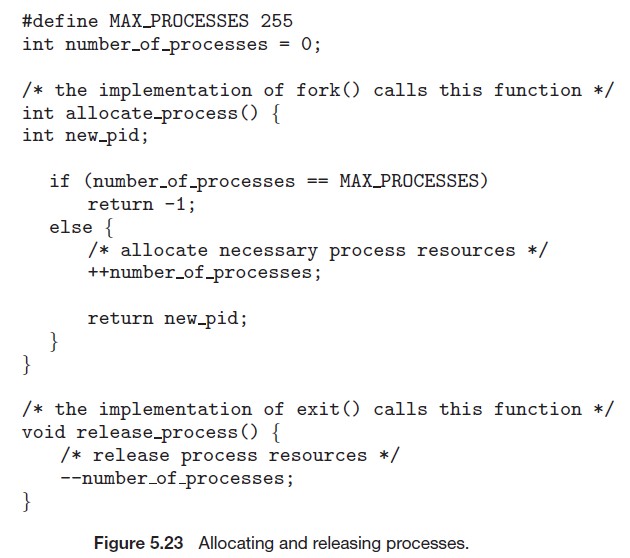 #define MAX_PROCESSES 255
int number_of_processes = 0;
/* the implementation of fork() calls this function */
int allocate_process() {
int new_pid;
if (number_of_processes == MAX_PROCESSES)
return -1;
else {
/* allocate necessary process resources */
++number_of_processes;
return new_pid;
}
}
/* the implementation of exit() calls this function */
void release_process() {
/* release process resources */
--number_of_processes;
}
Figure 5.23 Allocating and releasing processes.